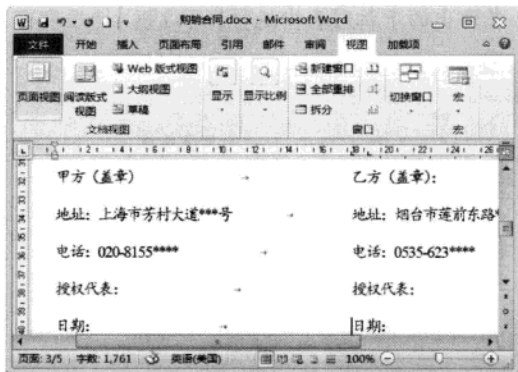 购销合同.docx - Microsoft Word
文件 开始 插入 页面布局 引用 邮件 审阅 视图 加载项
页面视图 阅读版式视图 Web 版式视图 大纲视图 草稿 显示 显示比例 新建窗口 全部重排 拆分 切换窗口 宏
文档视图 窗口 宏
甲方（盖章） 乙方（盖章）：
地址：上海市芳村大道***号 地址：烟台市莲前东路*
电话：020-8155**** 电话：0535-623****
授权代表： 授权代表：
日期： 日期：
页面: 3/5 字数: 1,761 英语(美国) 100%